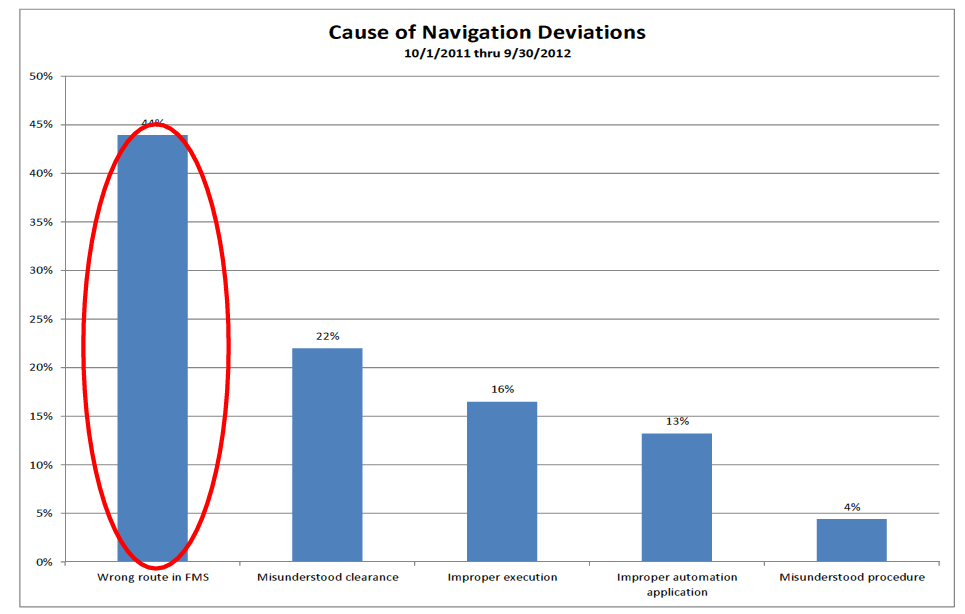 Cause of Navigation Deviations
10/1/2011 thru 9/30/2012
50%
45%
40%
35%
30%
25%
20%
15%
10%
5%
0%
44%
22%
16%
13%
4%
Wrong route in FMS
Misunderstood clearance
Improper execution
Improper automation
application
Misunderstood procedure